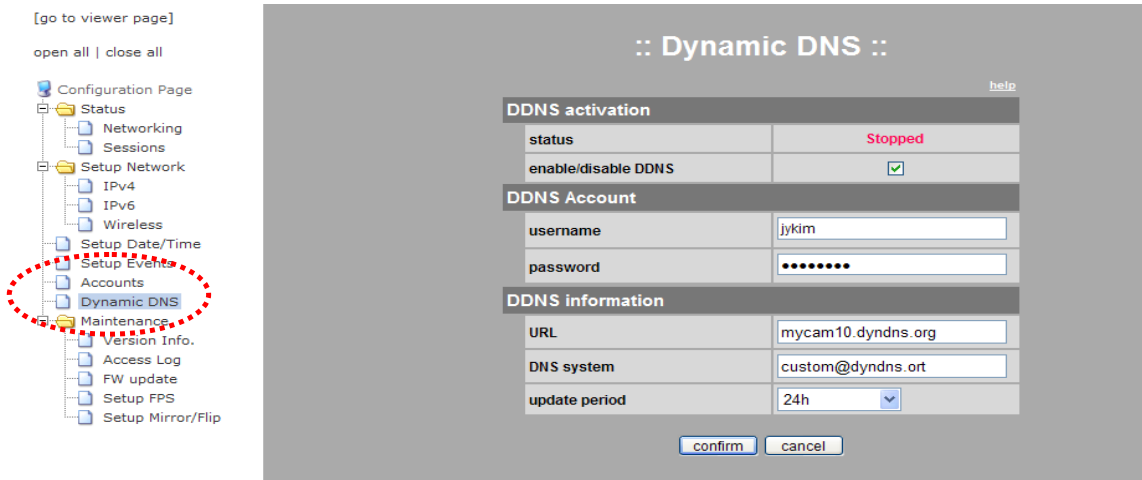 [go to viewer page]
open all | close all
Configuration Page
Status
Networking
Sessions
Setup Network
IPv4
IPv6
Wireless
Setup Date/Time
Setup Events
Accounts
Dynamic DNS
Maintenance
Version Info.
Access Log
FW update
Setup FPS
Setup Mirror/Flip
:: Dynamic DNS ::
help
DDNS activation
status Stopped
enable/disable DDNS
DDNS Account
username jykim
password ••••••••
DDNS information
URL mycam10.dyndns.org
DNS system custom@dyndns.ort
update period 24h
confirm cancel